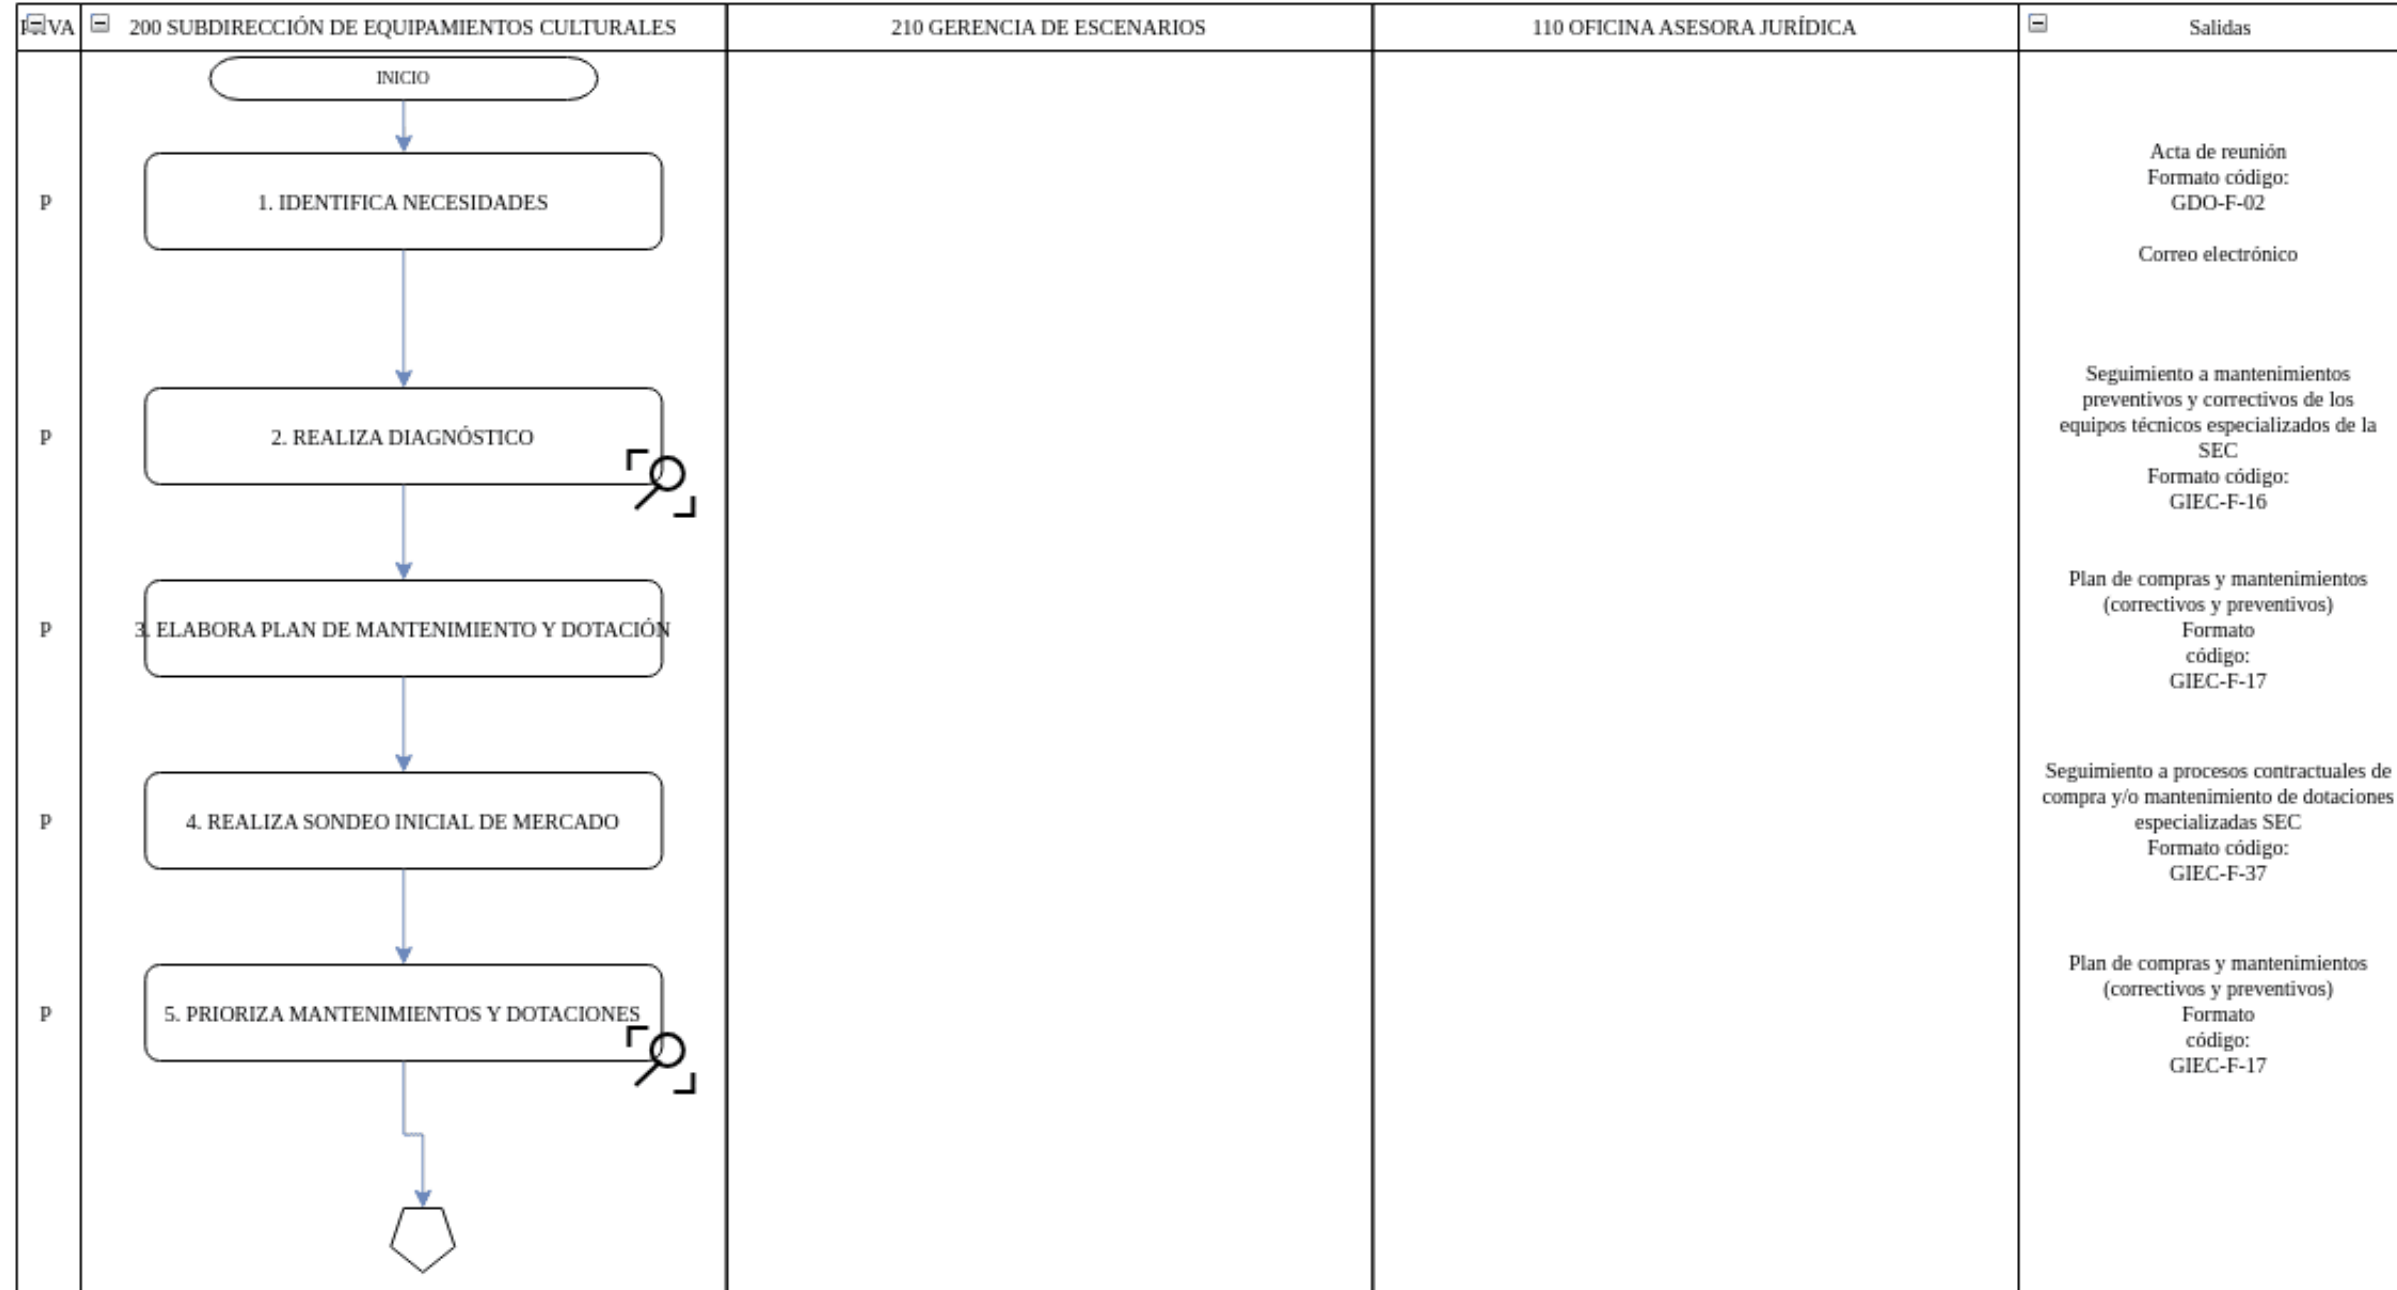 200 SUBDIRECCIÓN DE EQUIPAMIENTOS CULTURALES
210 GERENCIA DE ESCENARIOS
110 OFICINA ASESORA JURÍDICA
Salidas
INICIO
P
1. IDENTIFICA NECESIDADES
Acta de reunión
Formato código:
GDO-F-02
Correo electrónico
P
2. REALIZA DIAGNÓSTICO
Seguimiento a mantenimientos
preventivos y correctivos de los
equipos técnicos especializados de la
SEC
Formato código:
GIEC-F-16
P
3. ELABORA PLAN DE MANTENIMIENTO Y DOTACIÓN
Plan de compras y mantenimientos
(correctivos y preventivos)
Formato
código:
GIEC-F-17
P
4. REALIZA SONDEO INICIAL DE MERCADO
Seguimiento a procesos contractuales de
compra y/o mantenimiento de dotaciones
especializadas SEC
Formato código:
GIEC-F-37
P
5. PRIORIZA MANTENIMIENTOS Y DOTACIONES
Plan de compras y mantenimientos
(correctivos y preventivos)
Formato
código:
GIEC-F-17